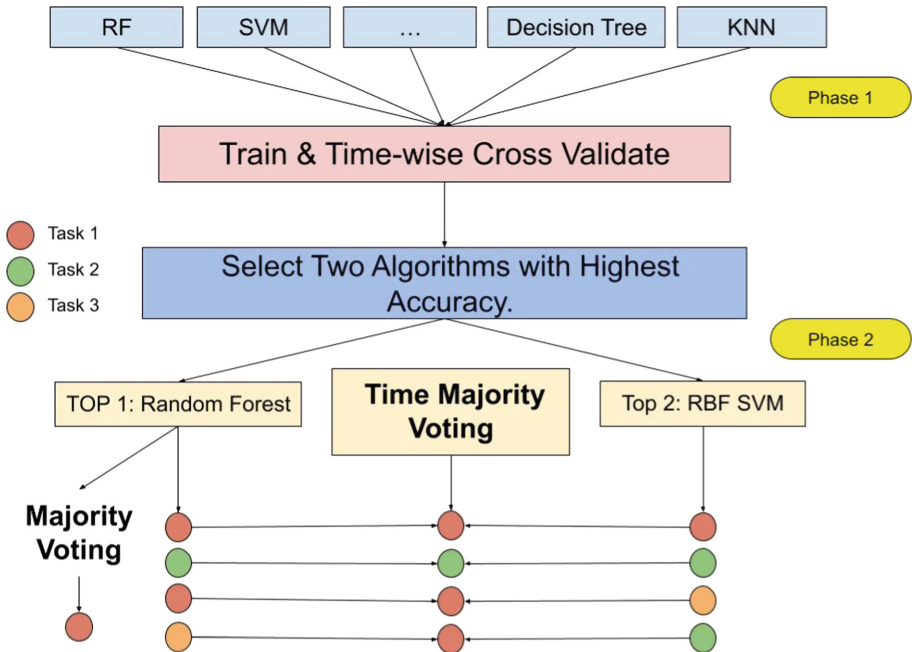 RF
SVM
...
Decision Tree
KNN
Phase 1
Train & Time-wise Cross Validate
Task 1
Task 2
Task 3
Select Two Algorithms with Highest
Accuracy.
Phase 2
TOP 1: Random Forest
Time Majority
Voting
Top 2: RBF SVM
Majority
Voting